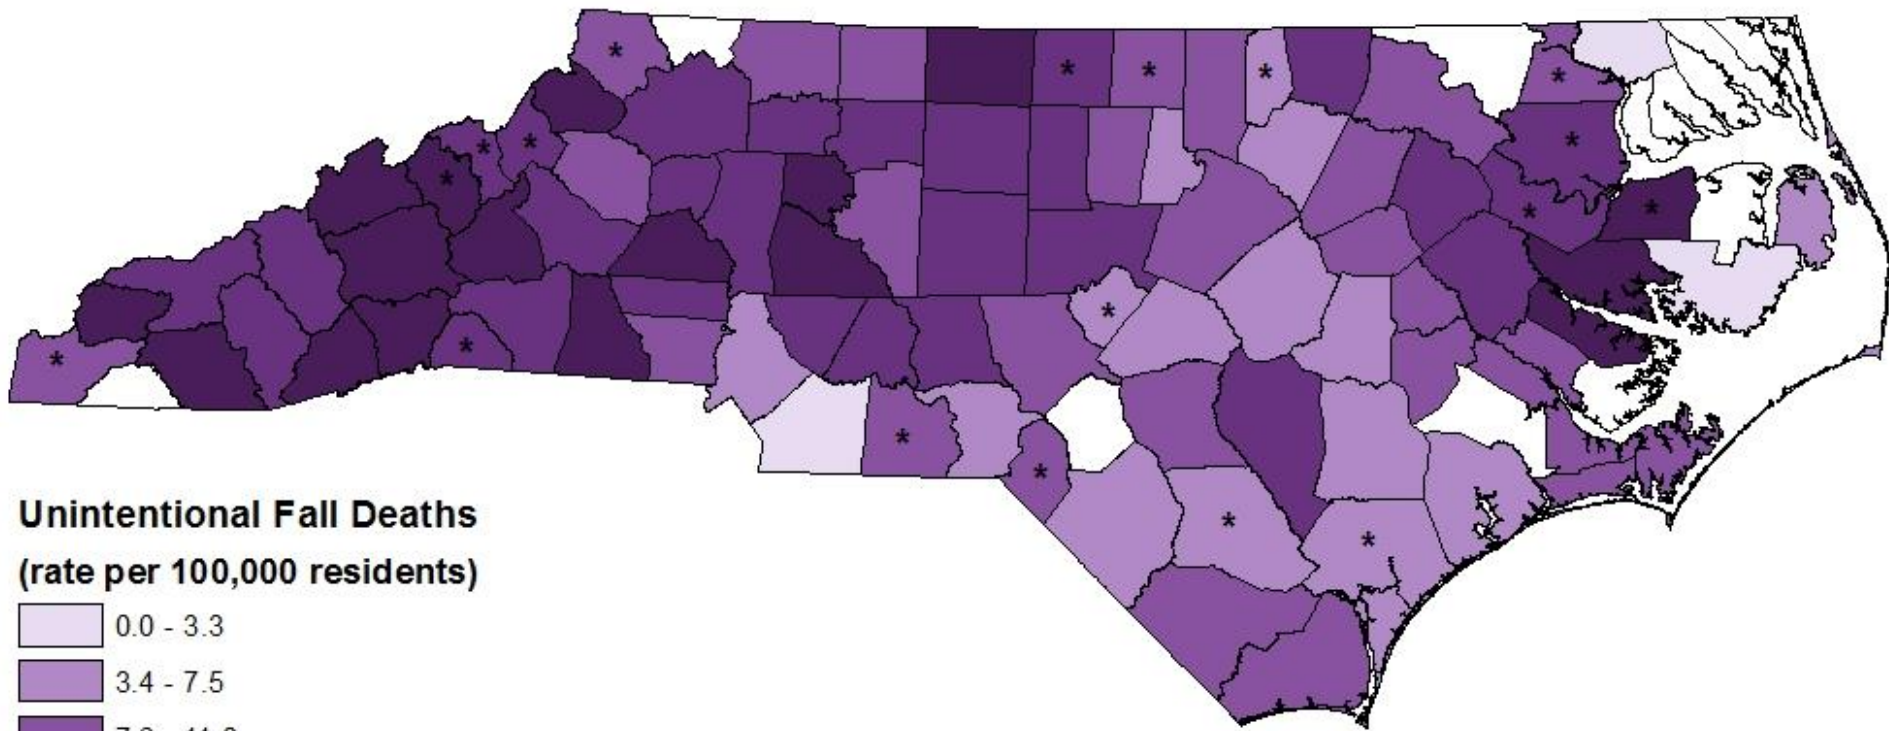 * * * * *
* * *
* * *
*
* *
* *
*
* *
Unintentional Fall Deaths
(rate per 100,000 residents)
0.0 - 3.3
3.4 - 7.5